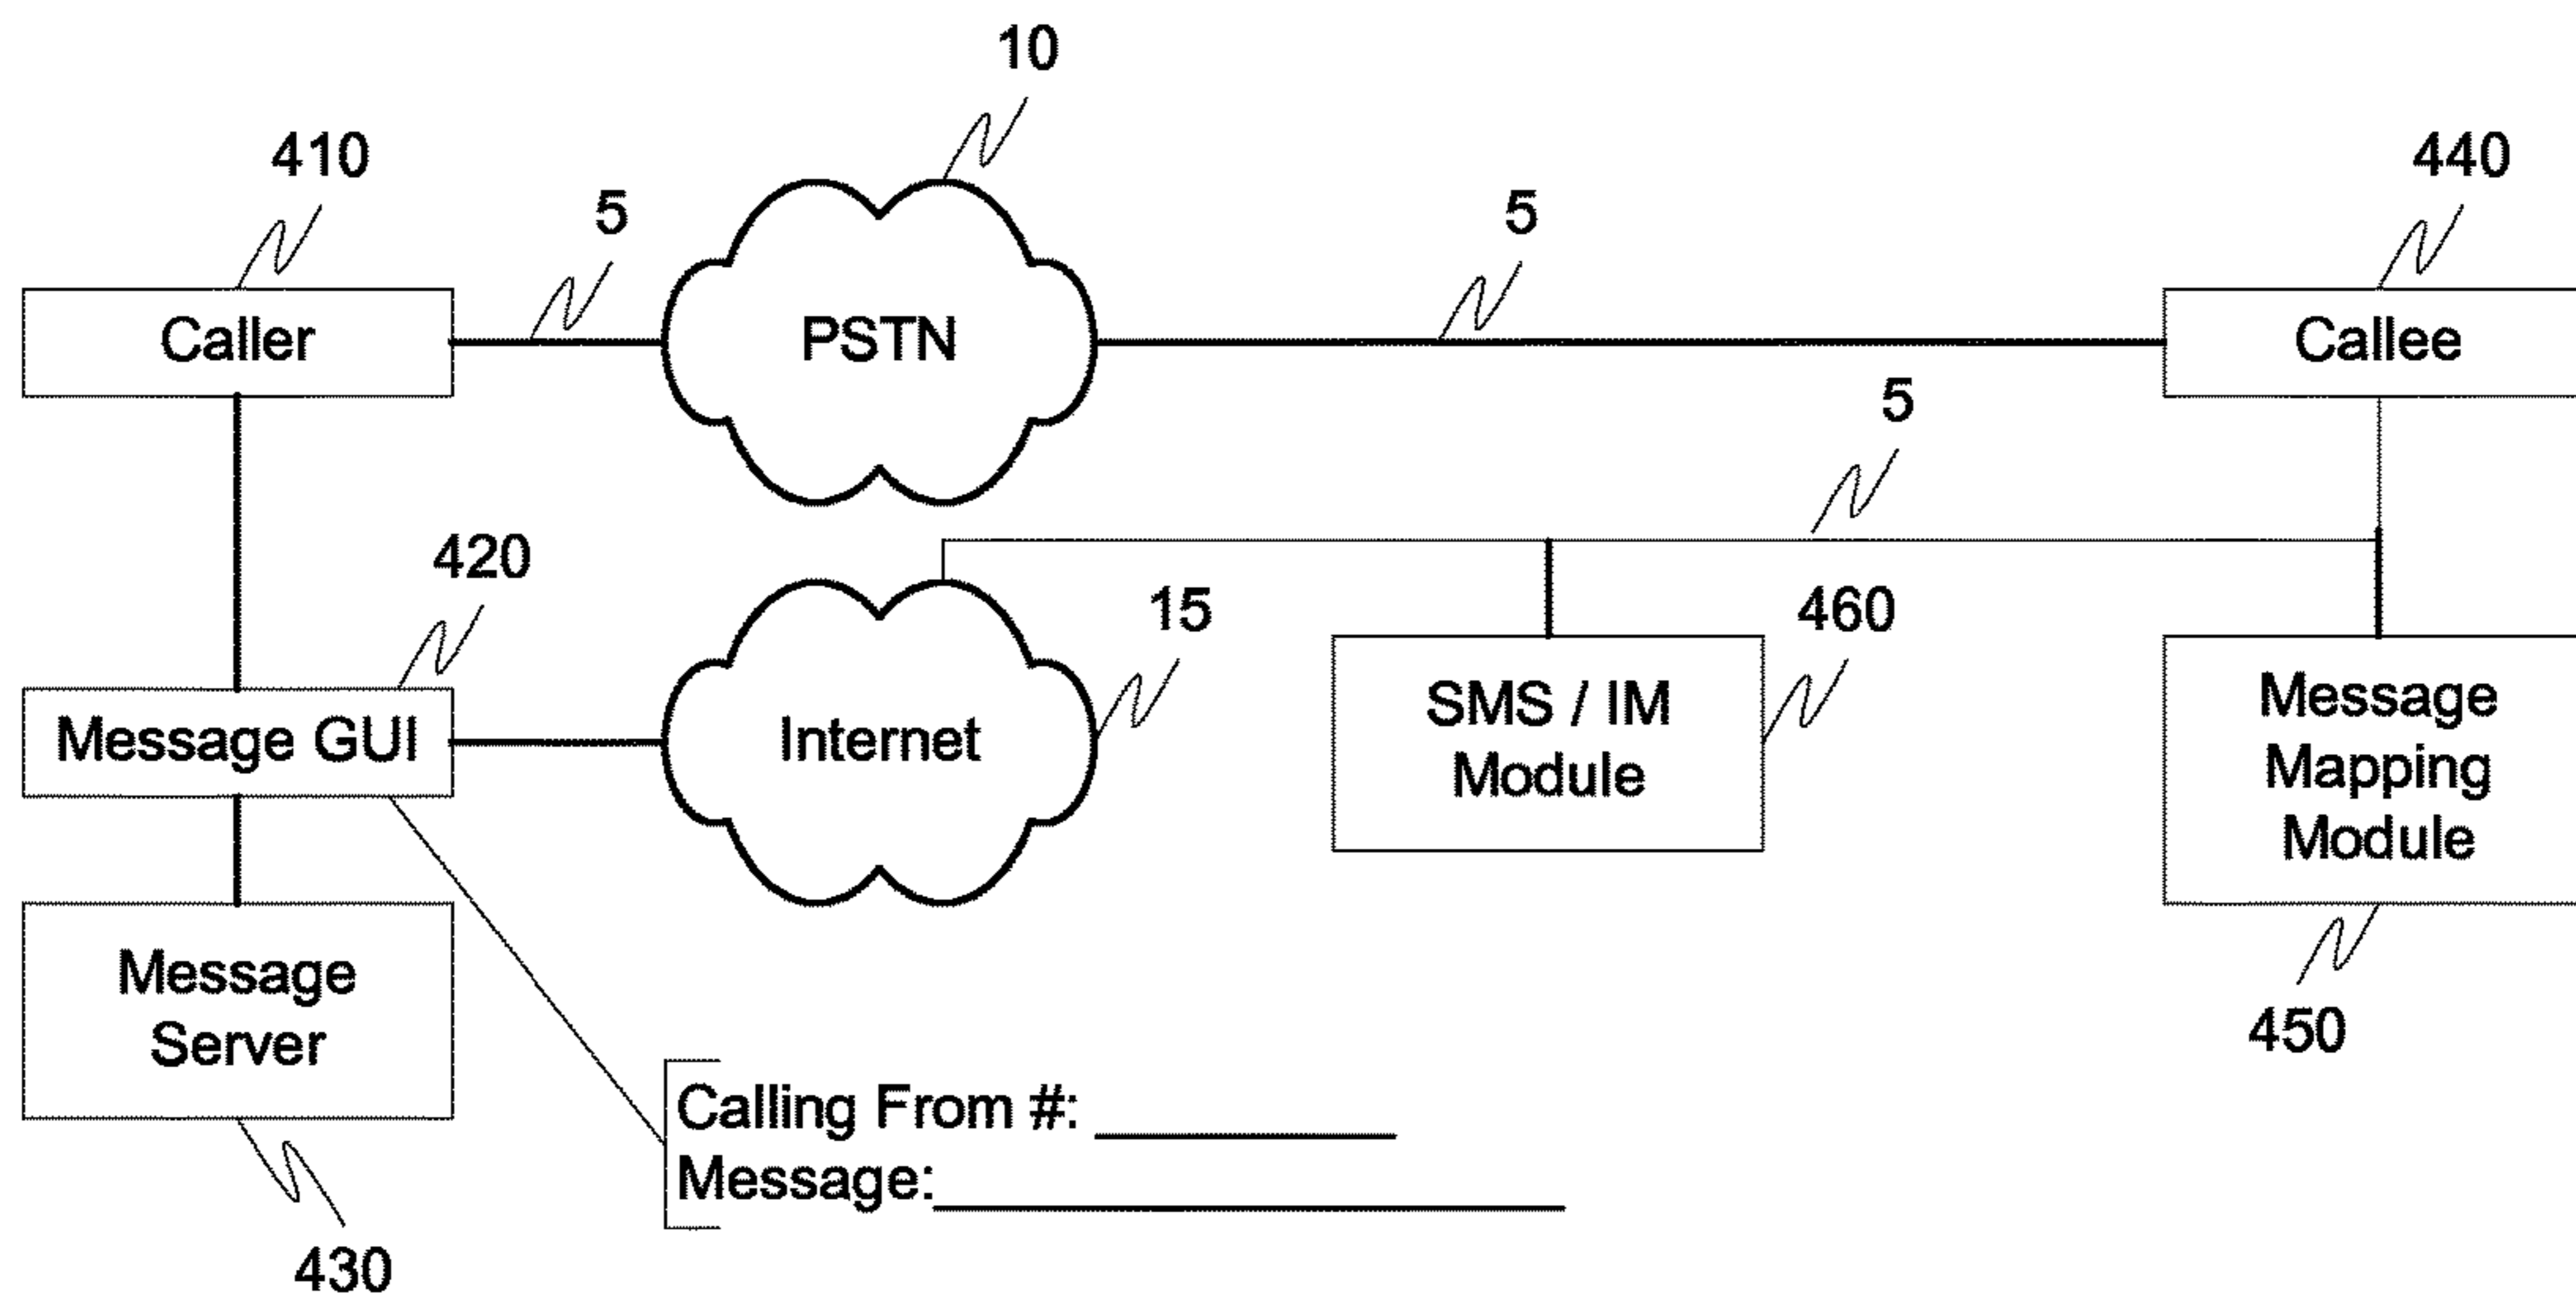 10
410
5
5
440
Caller
PSTN
Callee
5
420
15
460
Message GUI
Internet
SMS / IM
Module
Message
Mapping
Module
Message
Server
450
Calling From #:
Message:
430